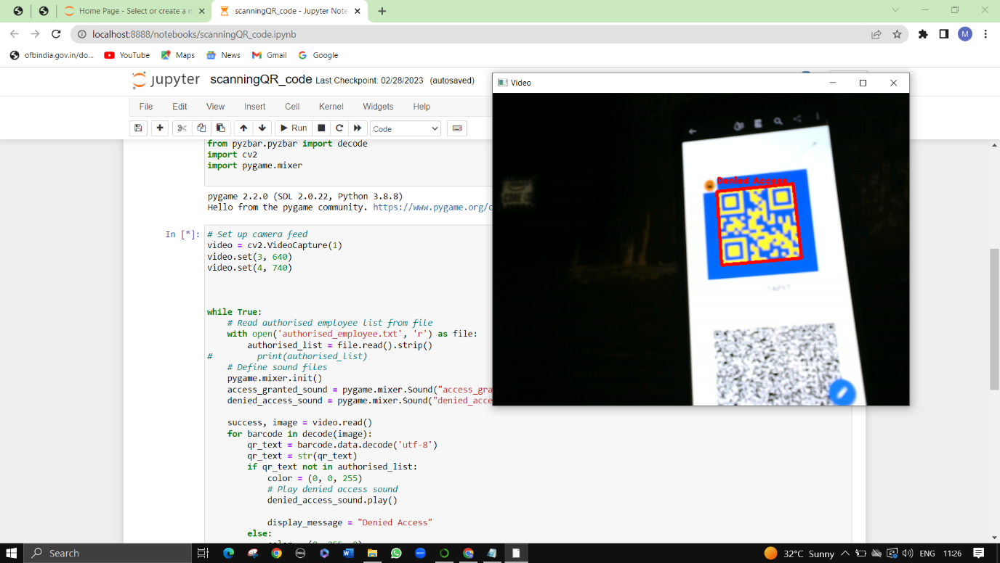 Home Page - Select or create a n
scanningQR_code - Jupyter Note
localhost:8888/notebooks/scanningQR_code.ipynb
M
ofbindia.gov.in/do...
YouTube
Maps
News
Gmail
Google
jupyter scanningQR_code Last Checkpoint: 02/28/2023 (autosaved)
File Edit View Insert Cell Kernel Widgets Help
Run
Code
from pyzbar.pyzbar import decode
import cv2
import pygame.mixer
pygame 2.2.0 (SDL 2.0.22, Python 3.8.8)
Hello from the pygame community. https://www.pygame.org/c
In [*]:
# Set up camera feed
video = cv2.VideoCapture(1)
video.set(3, 640)
video.set(4, 740)
while True:
# Read authorised employee list from file
with open('authorised_employee.txt', 'r') as file:
authorised_list = file.read().strip()
# print(authorised_list)
# Define sound files
pygame.mixer.init()
access_granted_sound = pygame.mixer.Sound("access_gra
denied_access_sound = pygame.mixer.Sound("denied_acce
success, image = video.read()
for barcode in decode(image):
qr_text = barcode.data.decode('utf-8')
qr_text = str(qr_text)
if qr_text not in authorised_list:
color = (0, 0, 255)
# Play denied access sound
denied_access_sound.play()
display_message = "Denied Access"
else:
Video
Denied Access
CORE
Search
32°C Sunny
ENG
11:26